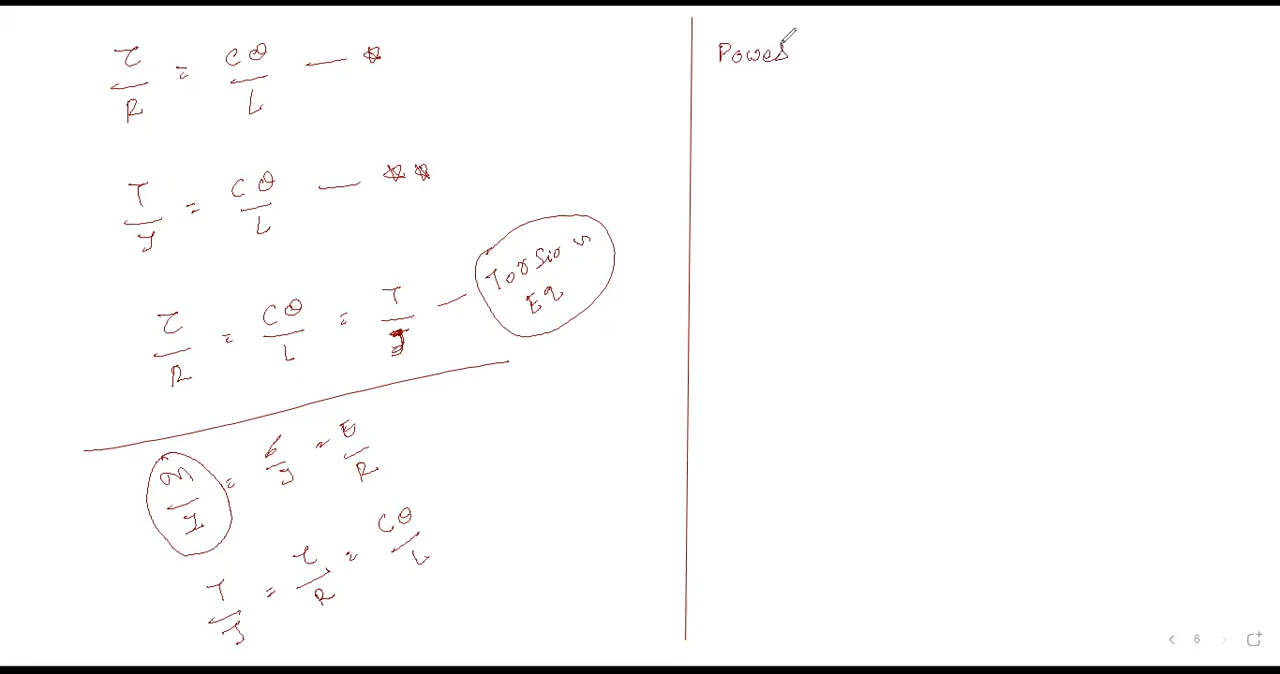 τ/R = Cθ/L — *
T/J = Cθ/L — **
τ/R = Cθ/L = T/J — Torsion Eq
M/I = σ/y = E/R
T/J = τ/R = Cθ/L
Power
6